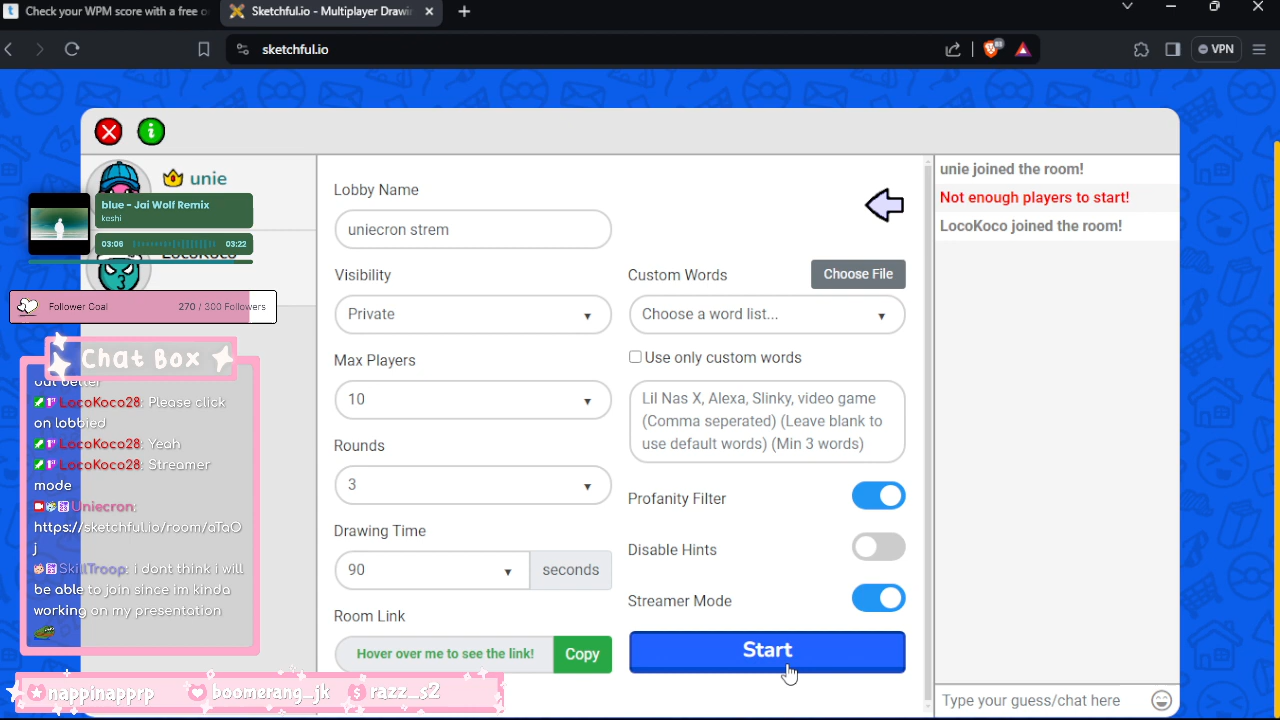 Check your WPM score with a free o
Sketchful.io - Multiplayer Drawi
sketchful.io
VPN
unie
blue - Jai Wolf Remix
keshi
03:06
03:22
LocoKoco
Follower Goal
270 / 300 Followers
Chat Box
out better
LocoKoco28: Please click
on lobbied
LocoKoco28: Yeah
LocoKoco28: Streamer
mode
Uniecron:
https://sketchful.io/room/aTaO
j
SkillTroop: i dont think i will
be able to join since im kinda
working on my presentation
nappinapprp
boomerang_jk
razz_s2
Lobby Name
uniecron strem
Visibility
Private
Max Players
10
Rounds
3
Drawing Time
90
seconds
Room Link
Hover over me to see the link!
Copy
Custom Words
Choose File
Choose a word list...
Use only custom words
Lil Nas X, Alexa, Slinky, video game
(Comma seperated) (Leave blank to
use default words) (Min 3 words)
Profanity Filter
Disable Hints
Streamer Mode
Start
unie joined the room!
Not enough players to start!
LocoKoco joined the room!
Type your guess/chat here